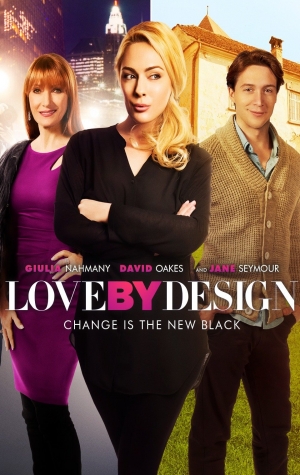 GIULIA NAHMANY DAVID OAKES AND JANE SEYMOUR
LOVE BY DESIGN
CHANGE IS THE NEW BLACK